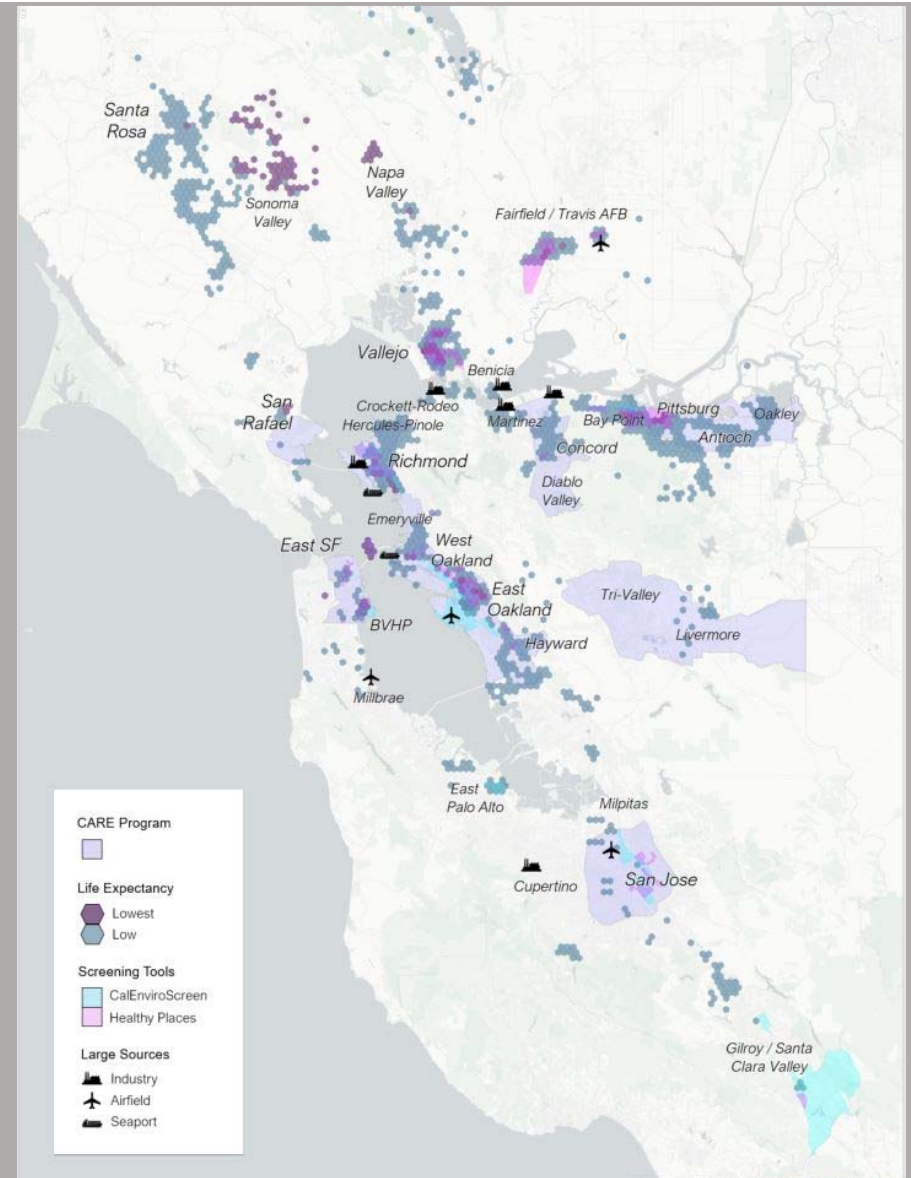 Santa
Rosa
Sonoma
Valley
Napa
Valley
Fairfield / Travis AFB
Vallejo
Benicia
San
Rafael
Crockett-Rodeo
Hercules-Pinole
Martinez
Bay Point
Pittsburg
Oakley
Antioch
Concord
Richmond
Diablo
Valley
Emeryville
East SF
West
Oakland
East
Oakland
Tri-Valley
BVHP
Hayward
Livermore
Millbrae
East
Palo Alto
Milpitas
Cupertino
San Jose
Gilroy / Santa
Clara Valley
CARE Program
Life Expectancy
Lowest
Low
Screening Tools
CalEnviroScreen
Healthy Places
Large Sources
Industry
Airfield
Seaport